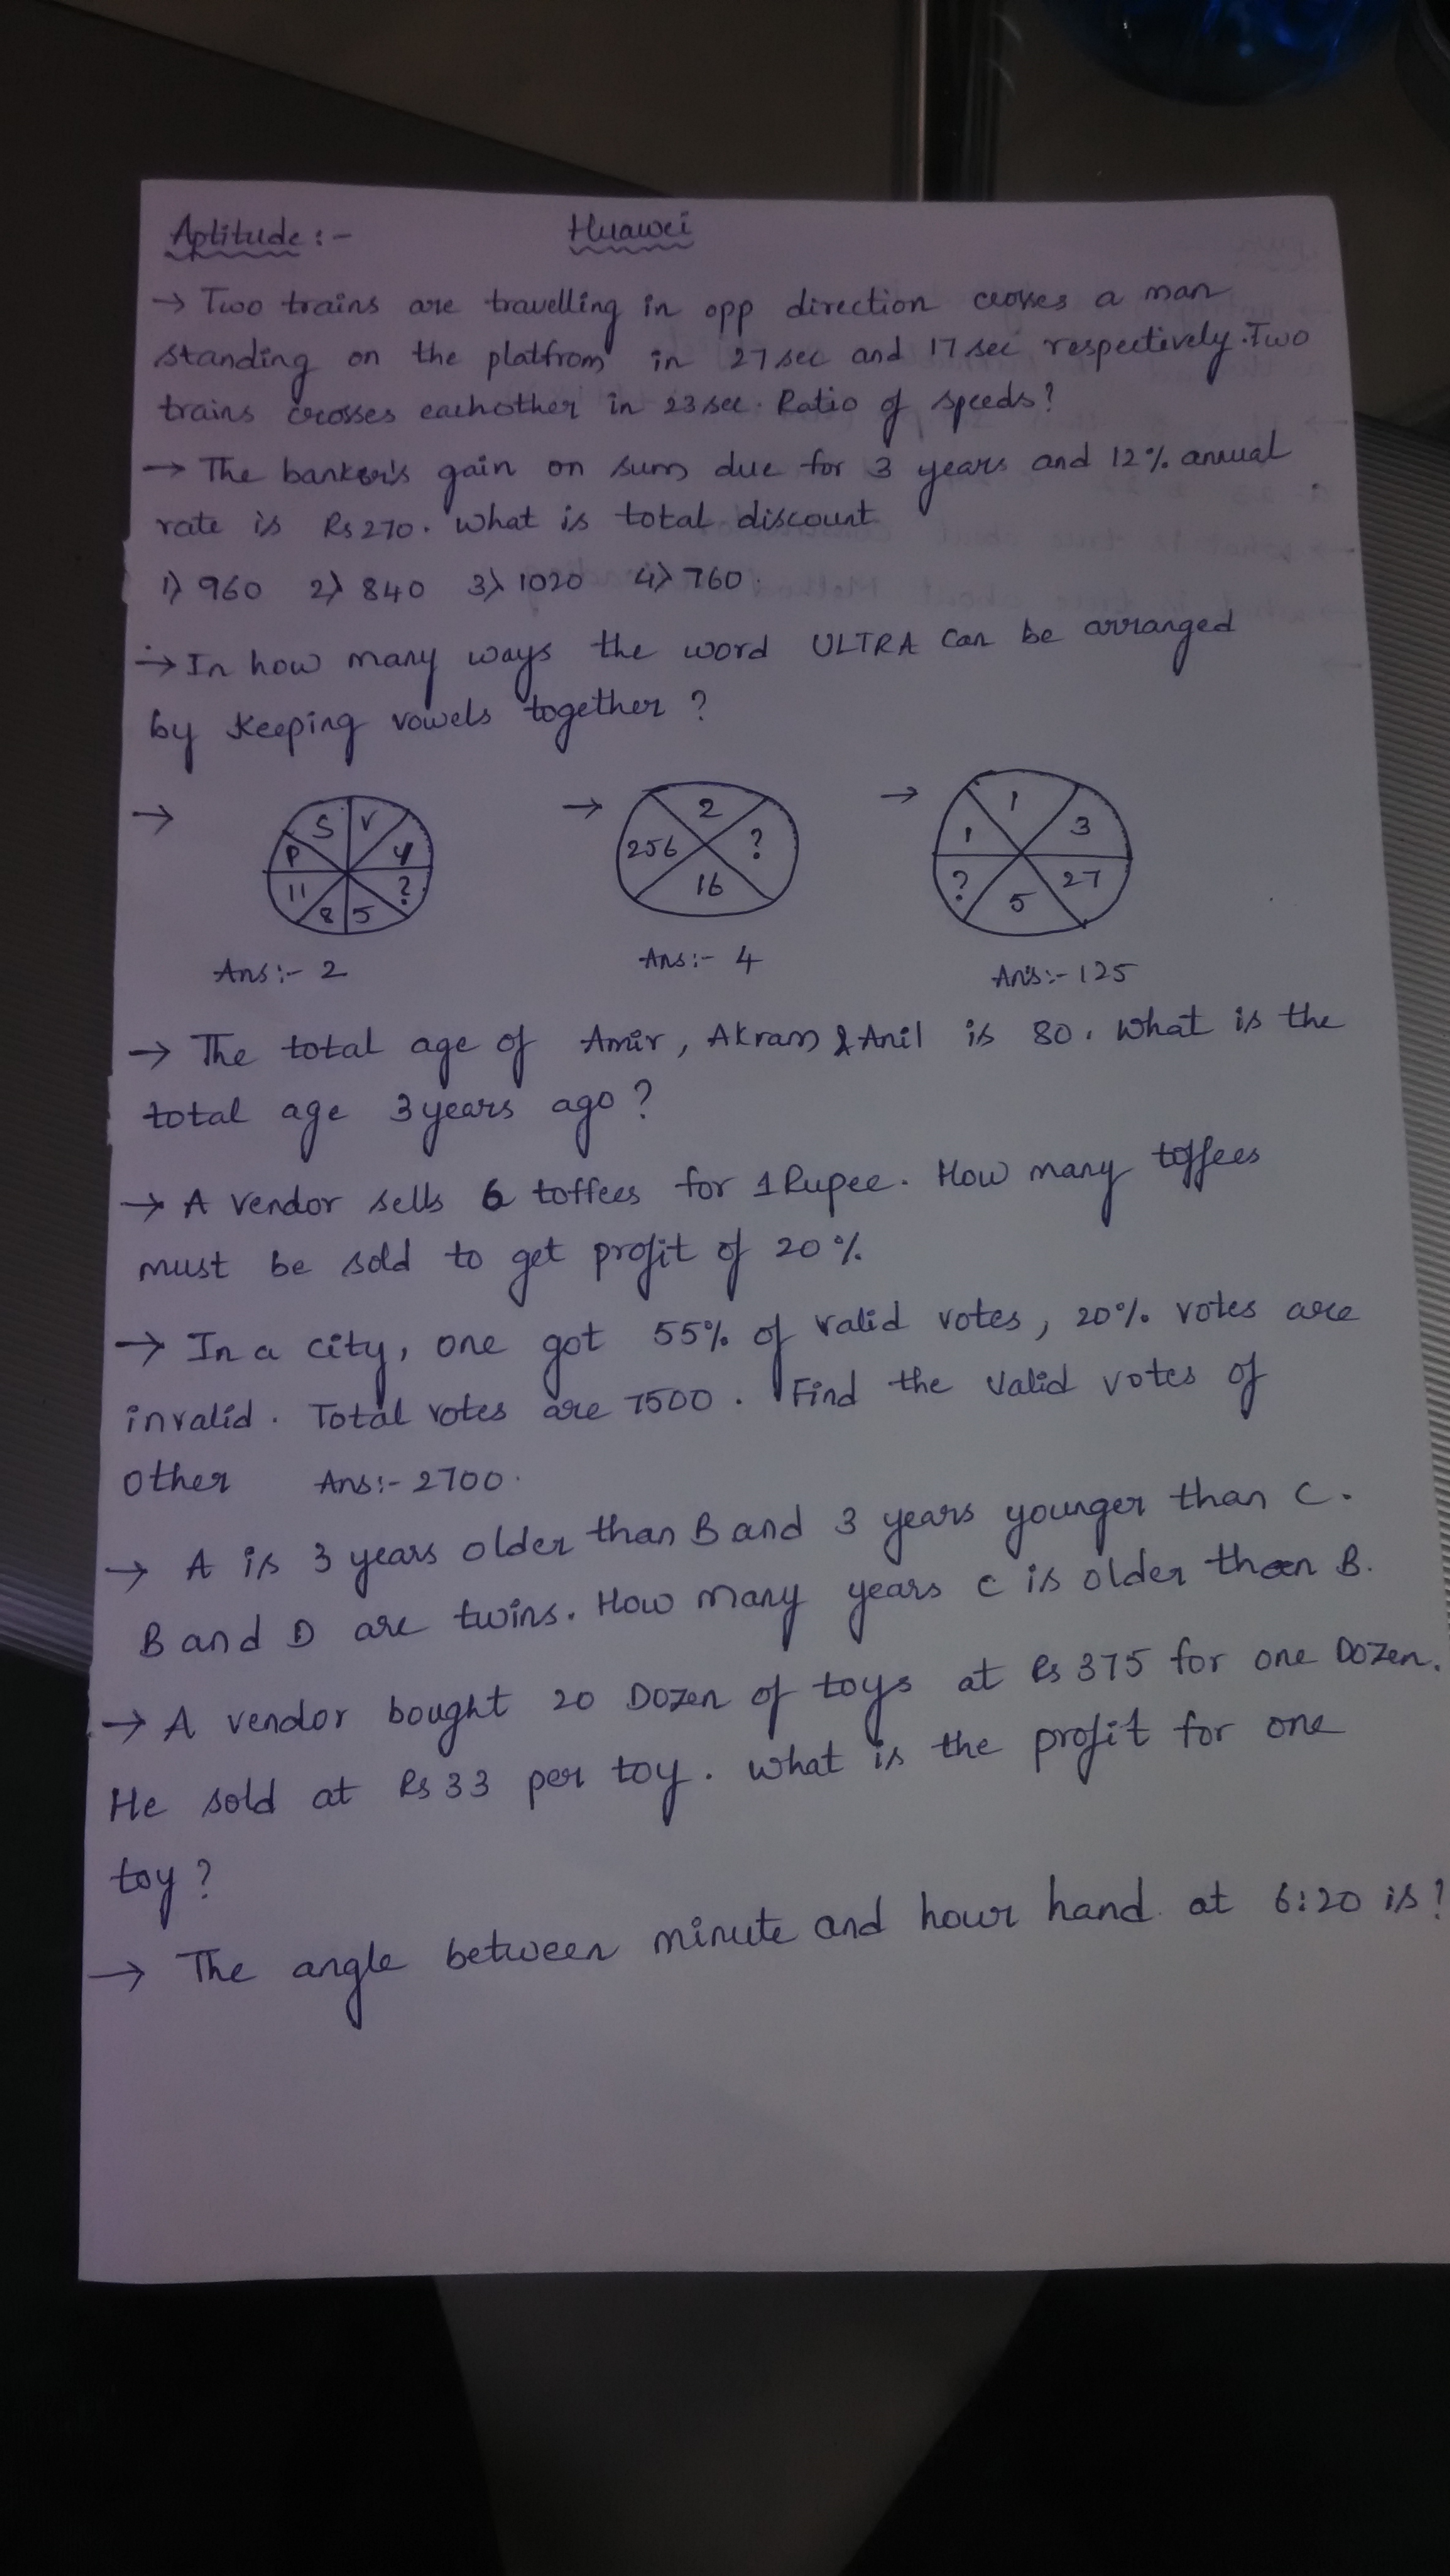 Aptitude :- Huawei
→ Two trains are travelling in opp direction crosses a man
standing on the platfrom in 27 sec and 17 sec respectively. Two
trains crosses eachother in 23 sec. Ratio of speeds?
→ The banker's gain on sum due for 3 years and 12% annual
rate is Rs 270. What is total discount
1) 960 2) 840 3) 1020 4) 760.
→ In how many ways the word ULTRA can be arranged
by keeping vowels together?
→ S V Y ? 5 8 11 P
→ 2 ? 16 256
→ 1 3 27 5 ? 1
Ans:- 2 Ans:- 4 Ans:- 125
→ The total age of Amir, Akram & Anil is 80. What is the
total age 3 years ago?
→ A vendor sells 6 toffees for 1 Rupee. How many toffees
must be sold to get profit of 20%
→ In a city, one got 55% of valid votes, 20% votes are
invalid. Total votes are 7500. Find the valid votes of
other Ans:- 2700.
→ A is 3 years older than B and 3 years younger than C.
B and D are twins. How many years C is older than B.
→ A vendor bought 20 Dozen of toys at Rs 375 for one Dozen.
He sold at Rs 33 per toy. What is the profit for one
toy?
→ The angle between minute and hour hand at 6:20 is?